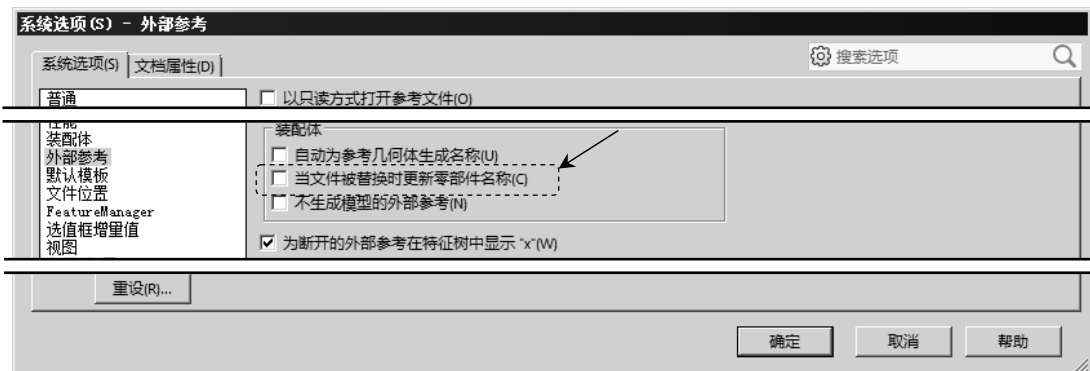 系统选项(S) - 外部参考
系统选项(S) 文档属性(D)
搜索选项
普通
以只读方式打开参考文件(O)
性能
装配体
外部参考
默认模板
文件位置
FeatureManager
选值框增量值
视图
装配体
自动为参考几何体生成名称(U)
当文件被替换时更新零部件名称(C)
不生成模型的外部参考(N)
为断开的外部参考在特征树中显示 "x"(W)
重设(R)...
确定
取消
帮助